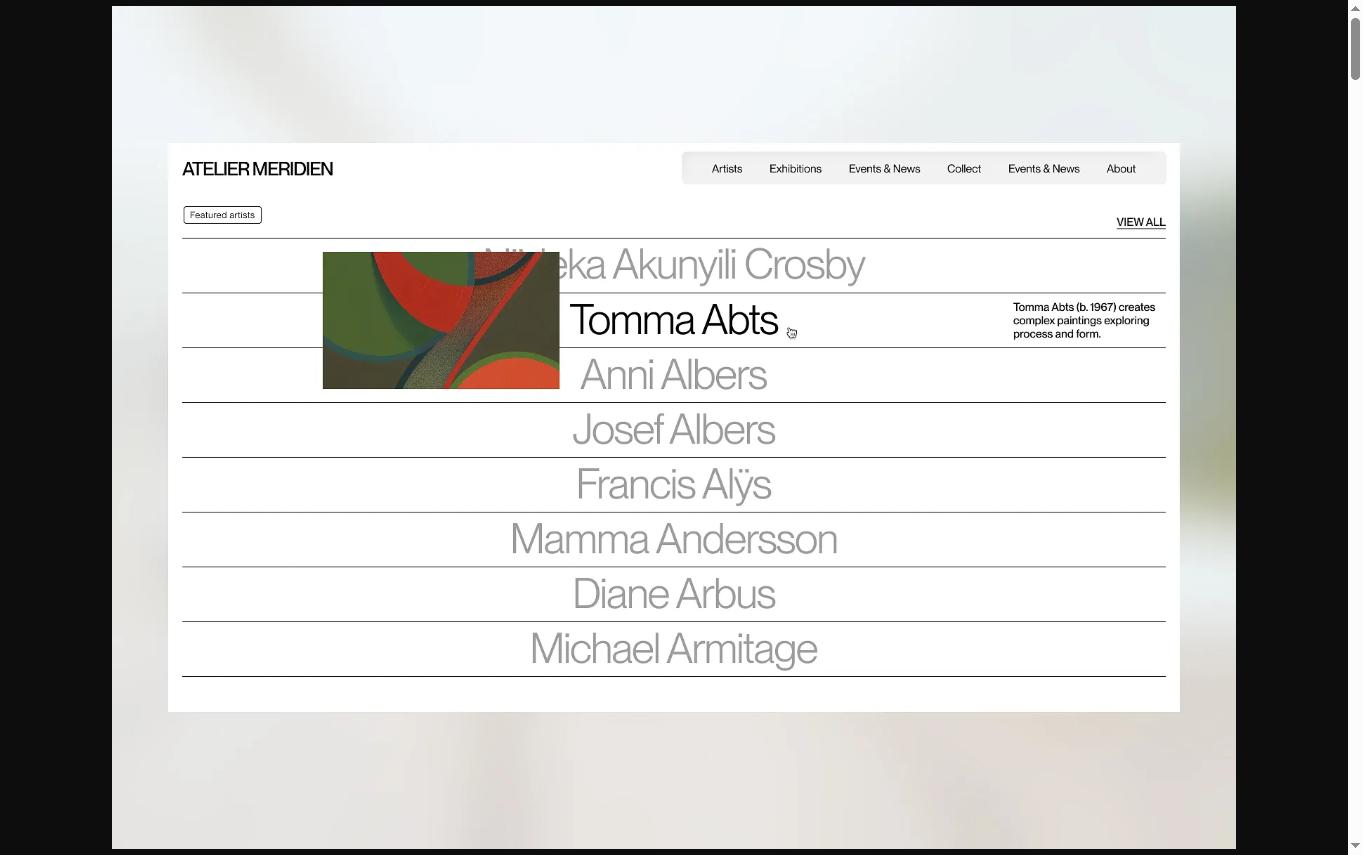 ATELIER MERIDIEN
Artists Exhibitions Events & News Collect Events & News About
Featured artists
VIEW ALL
Akunyili Crosby
Tomma Abts
Tomma Abts (b. 1967) creates
complex paintings exploring
process and form.
Anni Albers
Josef Albers
Francis Alÿs
Mamma Andersson
Diane Arbus
Michael Armitage